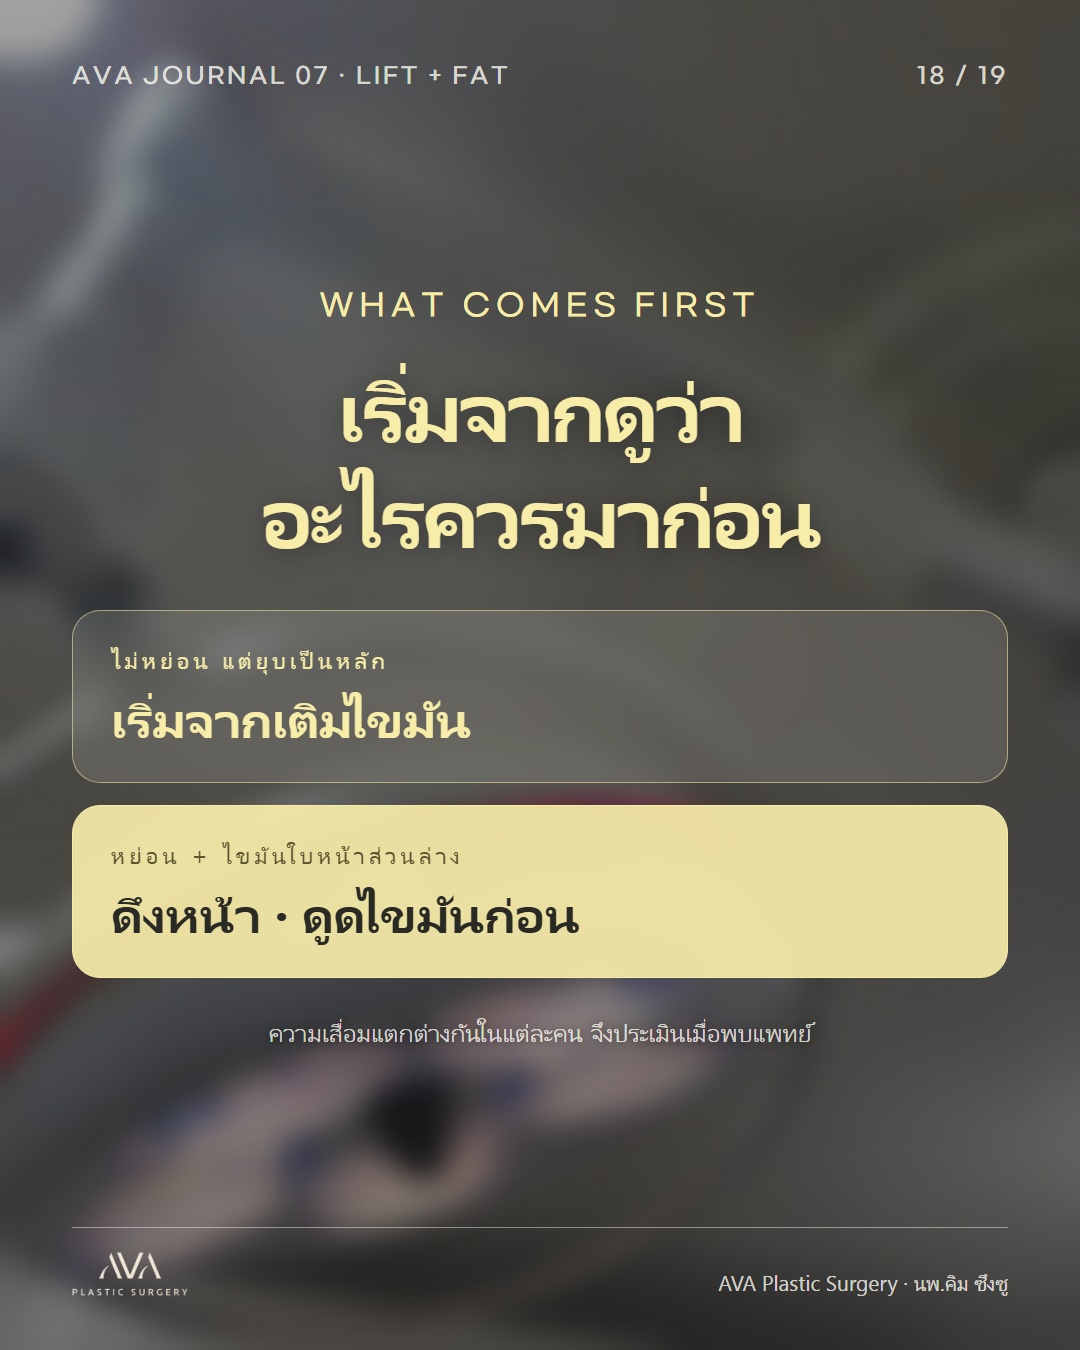 AVA JOURNAL 07 · LIFT + FAT
18 / 19
WHAT COMES FIRST
เริ่มจากดูว่า
อะไรควรมาก่อน
ไม่หย่อน แต่ยุบเป็นหลัก
เริ่มจากเติมไขมัน
หย่อน + ไขมันใบหน้าส่วนล่าง
ดึงหน้า · ดูดไขมันก่อน
ความเสื่อมแตกต่างกันในแต่ละคน จึงประเมินเมื่อพบแพทย์
AVA
PLASTIC SURGERY
AVA Plastic Surgery · นพ.คิม ซึงซู